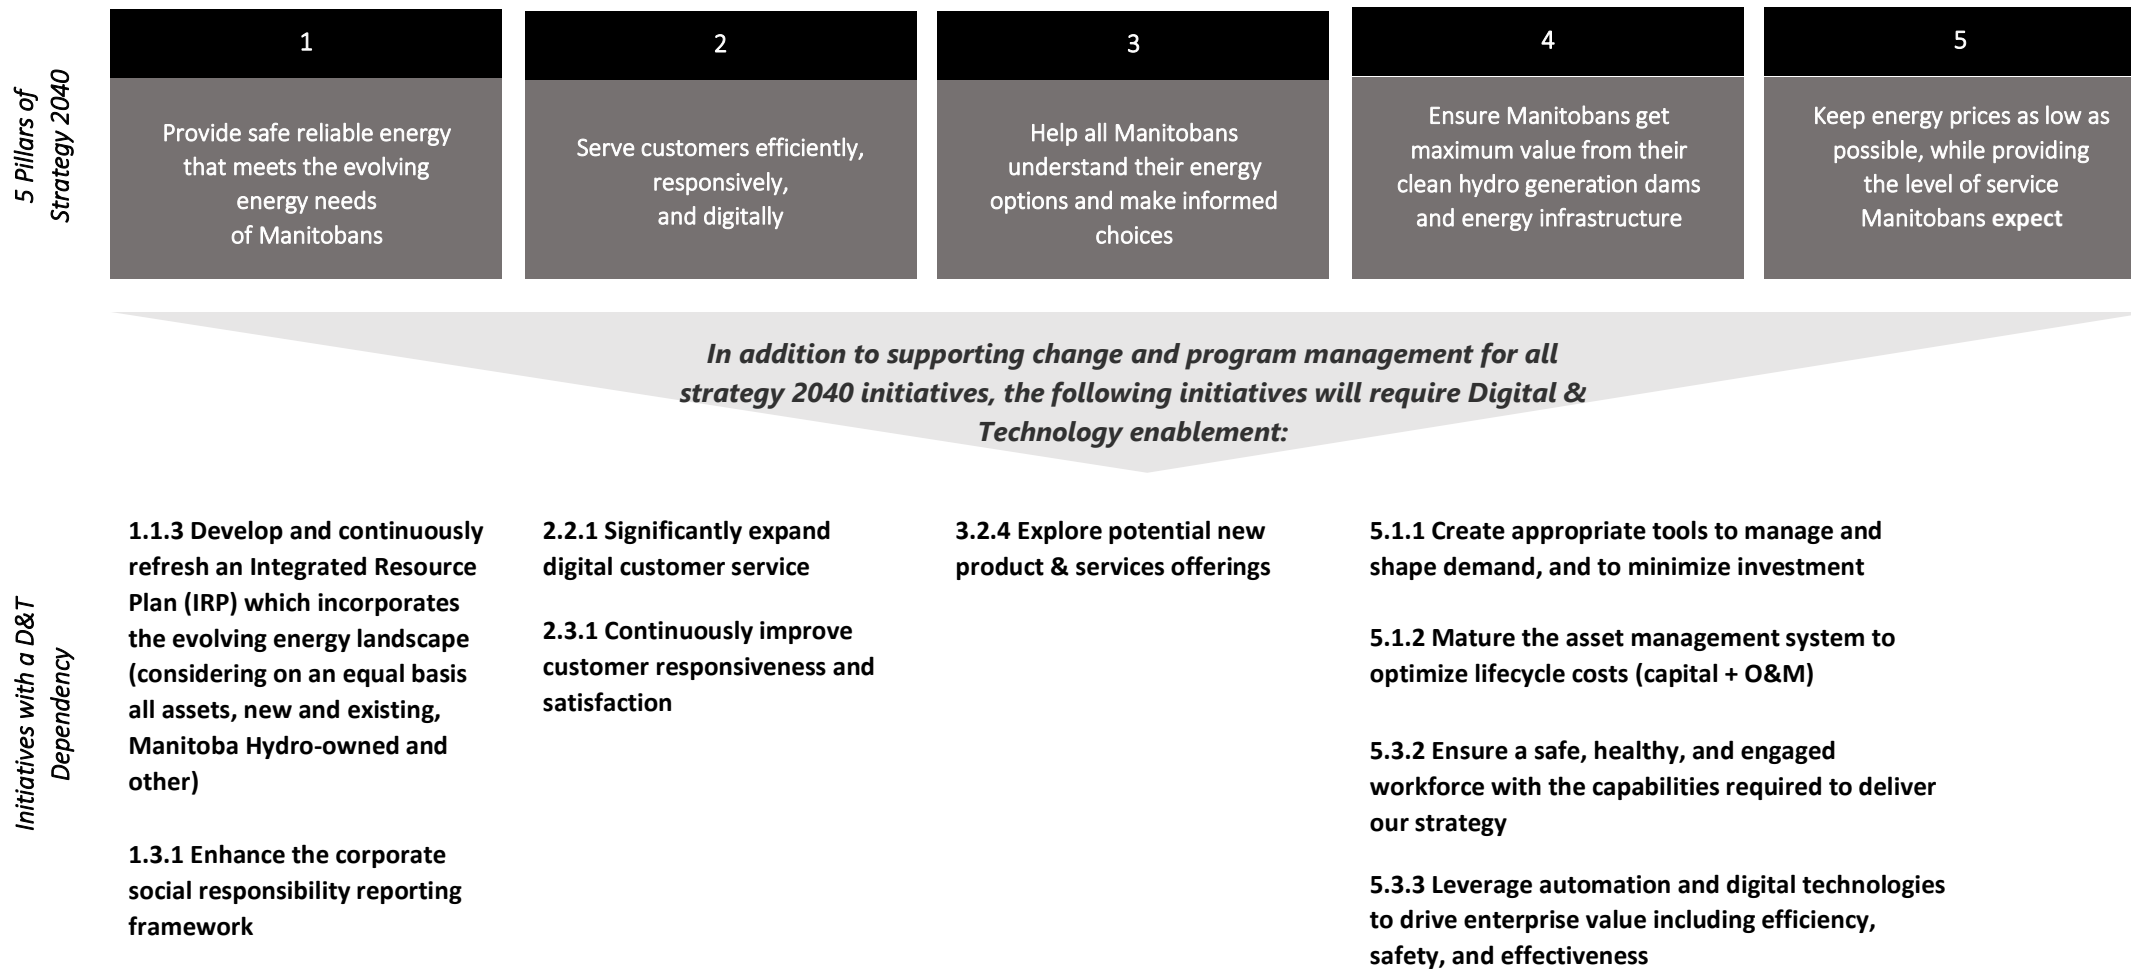 5 Pillars of
Strategy 2040
1
Provide safe reliable energy
that meets the evolving
energy needs
of Manitobans
2
Serve customers efficiently,
responsively,
and digitally
3
Help all Manitobans
understand their energy
options and make informed
choices
4
Ensure Manitobans get
maximum value from their
clean hydro generation dams
and energy infrastructure
5
Keep energy prices as low as
possible, while providing
the level of service
Manitobans expect
In addition to supporting change and program management for all
strategy 2040 initiatives, the following initiatives will require Digital &
Technology enablement:
Initiatives with a D&T
Dependency
1.1.3 Develop and continuously
refresh an Integrated Resource
Plan (IRP) which incorporates
the evolving energy landscape
(considering on an equal basis
all assets, new and existing,
Manitoba Hydro-owned and
other)
1.3.1 Enhance the corporate
social responsibility reporting
framework
2.2.1 Significantly expand
digital customer service
2.3.1 Continuously improve
customer responsiveness and
satisfaction
3.2.4 Explore potential new
product & services offerings
5.1.1 Create appropriate tools to manage and
shape demand, and to minimize investment
5.1.2 Mature the asset management system to
optimize lifecycle costs (capital + O&M)
5.3.2 Ensure a safe, healthy, and engaged
workforce with the capabilities required to deliver
our strategy
5.3.3 Leverage automation and digital technologies
to drive enterprise value including efficiency,
safety, and effectiveness